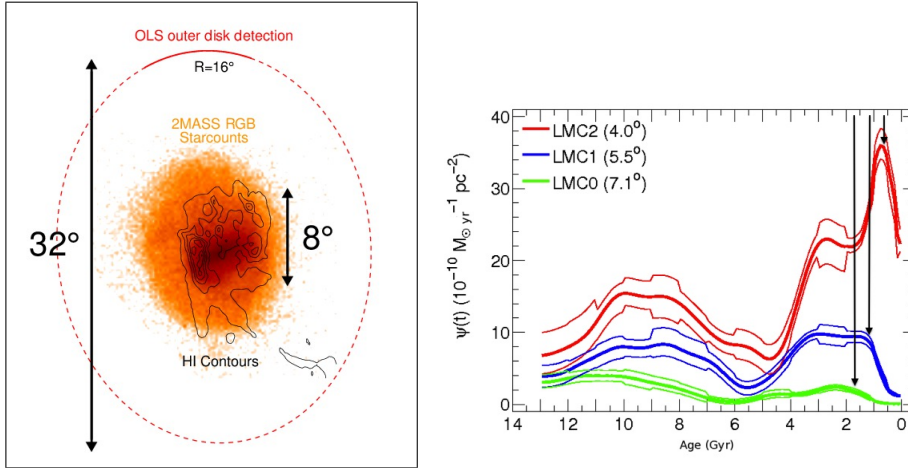 OLS outer disk detection
R=16°
2MASS RGB
Starcounts
32°
8°
HI Contours
ψ(t) (10⁻¹⁰ M☉ yr⁻¹ pc⁻²)
40
30
20
10
0
LMC2 (4.0°)
LMC1 (5.5°)
LMC0 (7.1°)
14 12 10 8 6 4 2 0
Age (Gyr)